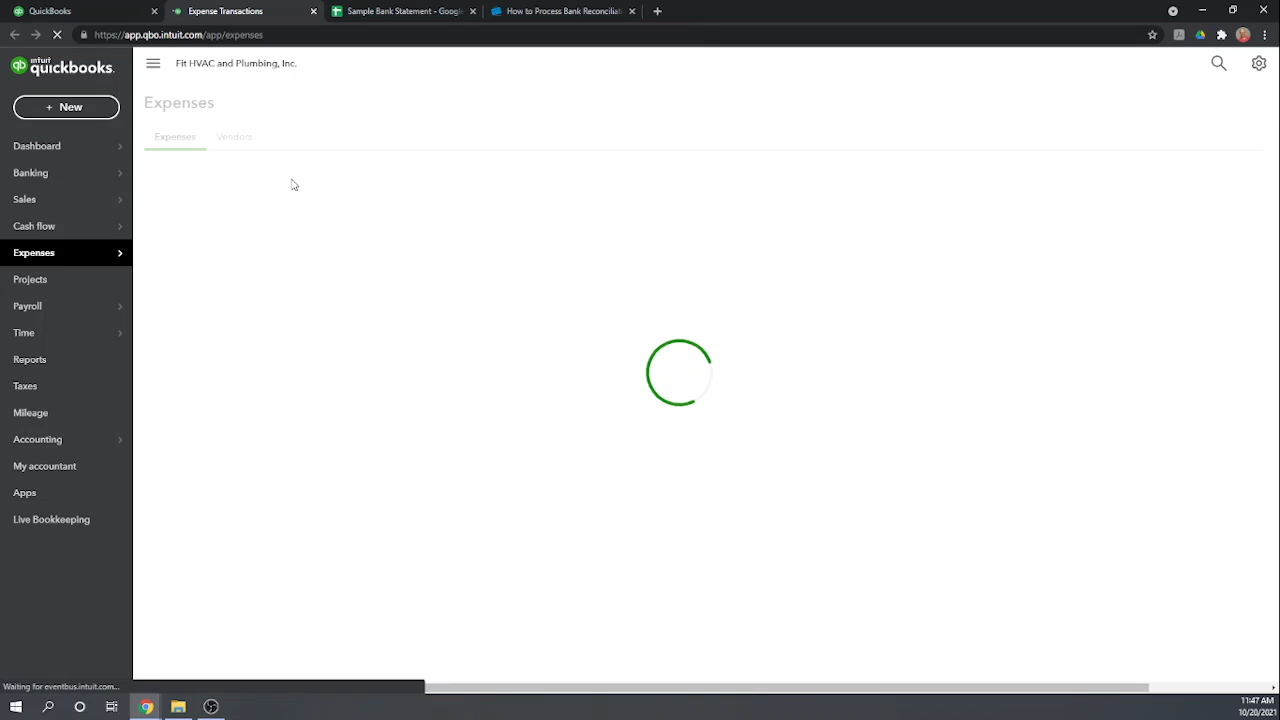 QuickBooks
Expense Transactions
Sample Bank Statement - Google
How to Process Bank Reconciliat
https://app.qbo.intuit.com/app/expenses
intuit
quickbooks.
Fit HVAC and Plumbing, Inc.
+ New
Expenses
Expenses
Vendors
Dashboard
Banking
Sales
Cash flow
Expenses
Projects
Payroll
Time
Reports
Taxes
Mileage
Accounting
My accountant
Apps
Live Bookkeeping
Waiting for eventbus.intuit.com...
11:47 AM
10/20/2021